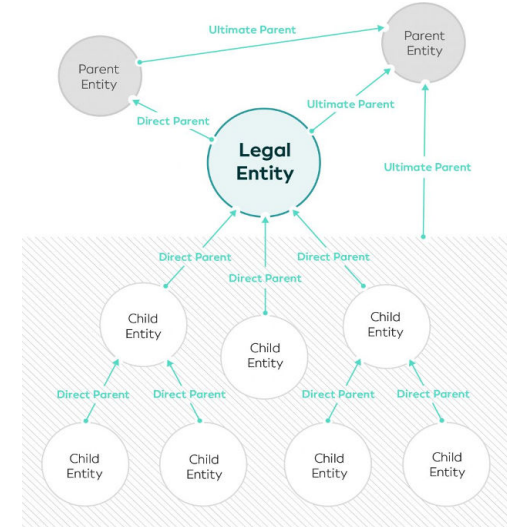 Ultimate Parent
Parent
Entity
Parent
Entity
Ultimate Parent
Direct Parent
Legal
Entity
Ultimate Parent
Direct Parent
Direct Parent
Direct Parent
Child
Entity
Child
Entity
Child
Entity
Direct Parent
Direct Parent
Direct Parent
Direct Parent
Child
Entity
Child
Entity
Child
Entity
Child
Entity